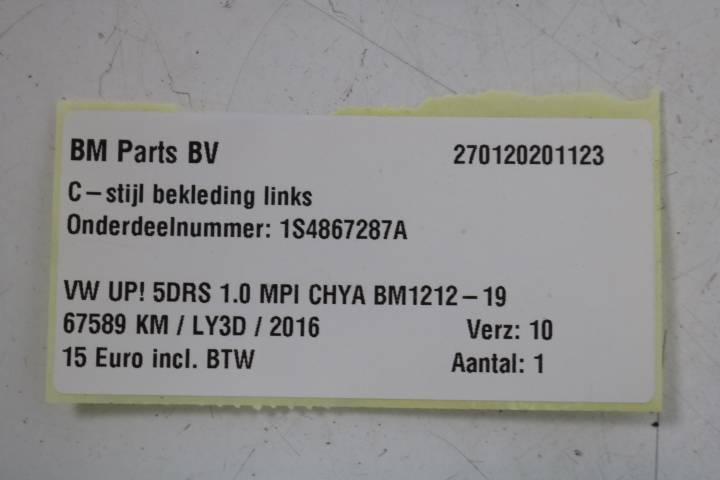 BM Parts BV 270120201123
C-stijl bekleding links
Onderdeelnummer: 1S4867287A
VW UP! 5DRS 1.0 MPI CHYA BM1212-19
67589 KM / LY3D / 2016 Verz: 10
15 Euro incl. BTW Aantal: 1